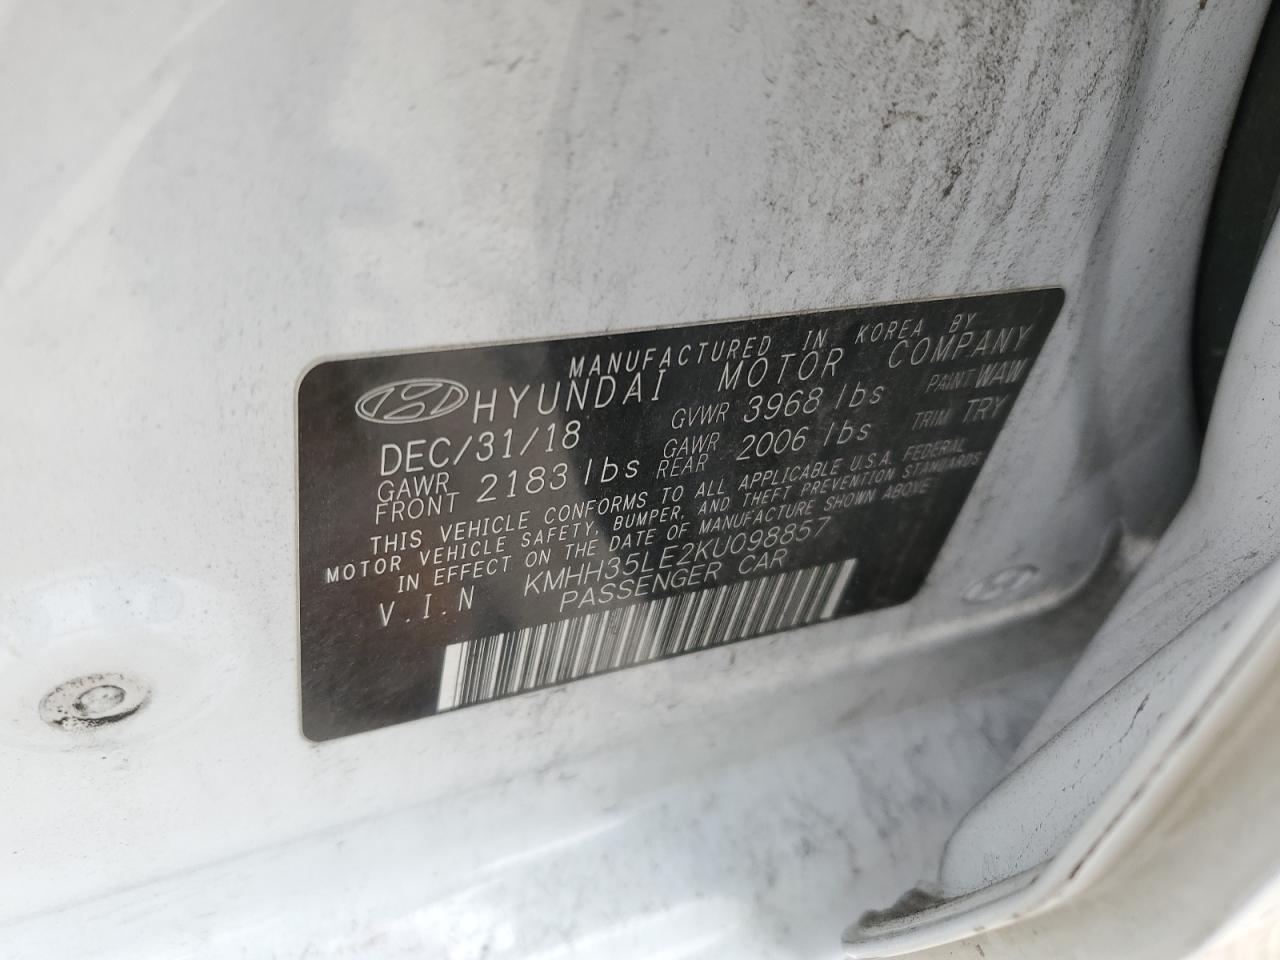 MANUFACTURED IN KOREA BY
HYUNDAI MOTOR COMPANY
DEC/31/18 GVWR 3968 lbs PAINT WAW
GAWR FRONT 2183 lbs GAWR REAR 2006 lbs TRIM TRY
THIS VEHICLE CONFORMS TO ALL APPLICABLE U.S.A. FEDERAL
MOTOR VEHICLE SAFETY, BUMPER, AND THEFT PREVENTION STANDARDS
IN EFFECT ON THE DATE OF MANUFACTURE SHOWN ABOVE
V.I.N KMHH35LE2KU098857
PASSENGER CAR